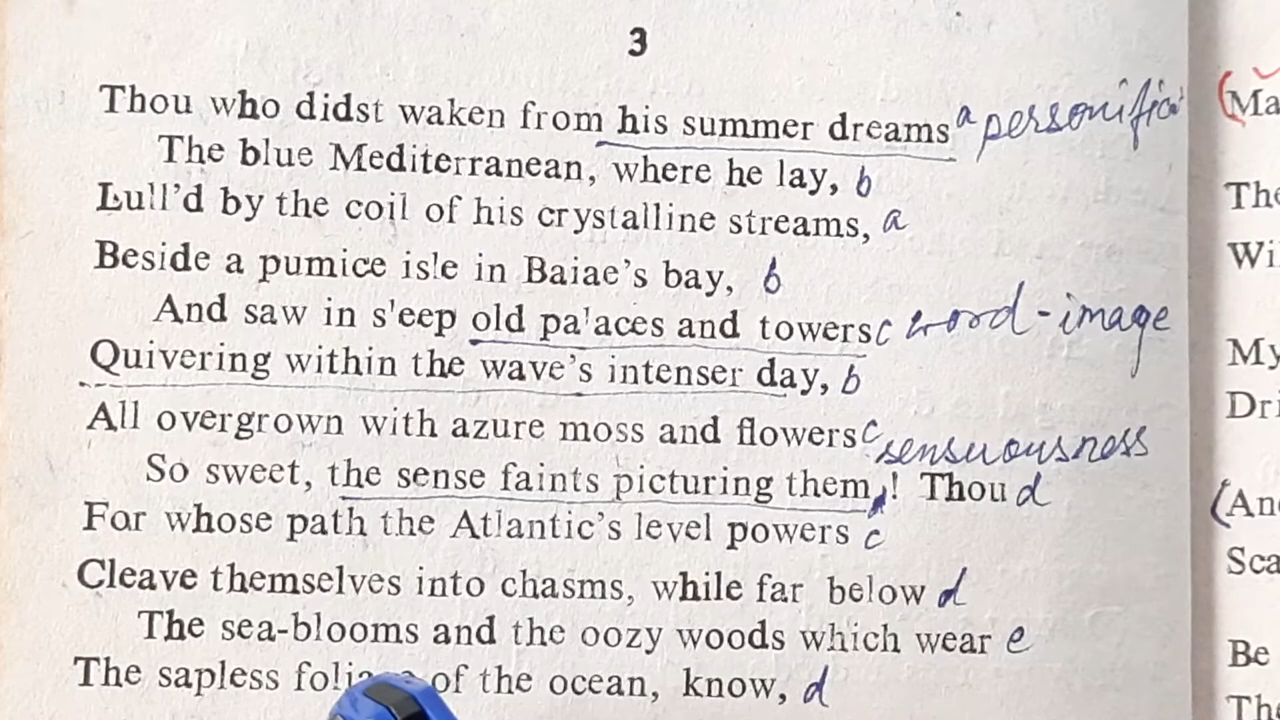 3
Thou who didst waken from his summer dreams a personific
The blue Mediterranean, where he lay, b
Lull'd by the coil of his crystalline streams, a
Beside a pumice isle in Baiae's bay, b
And saw in s'eep old pa'aces and towers c word-image
Quivering within the wave's intenser day, b
All overgrown with azure moss and flowers c sensuousness
So sweet, the sense faints picturing them,! Thou d
For whose path the Atlantic's level powers c
Cleave themselves into chasms, while far below d
The sea-blooms and the oozy woods which wear e
The sapless of the ocean, know, d
(Ma
The
Wi
My
Dri
(An
Sca
Be
The